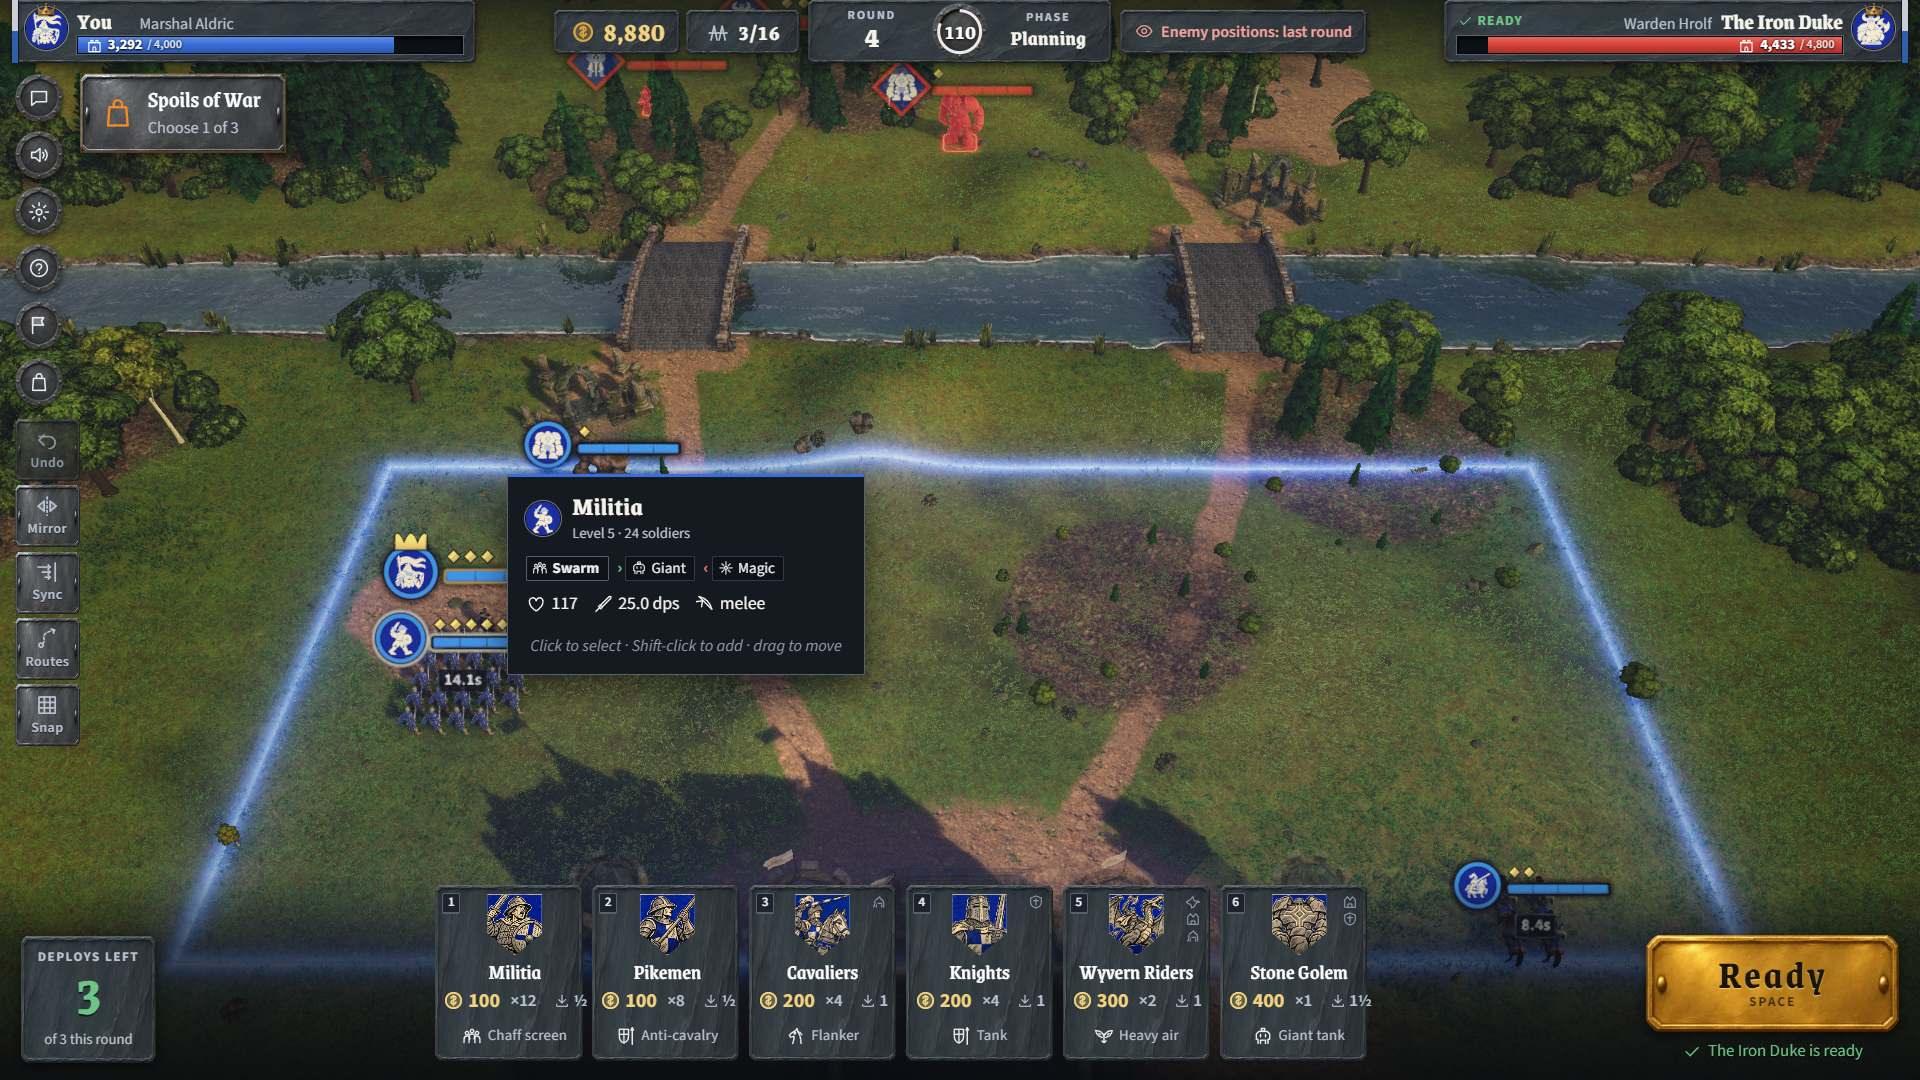 You
Marshal Aldric
3,292 / 4,000
8,880
3/16
ROUND
4
110
PHASE
Planning
Enemy positions: last round
READY
Warden Hrolf
The Iron Duke
4,433 / 4,800
Spoils of War
Choose 1 of 3
Undo
Mirror
Sync
Routes
Snap
Militia
Level 5 · 24 soldiers
Swarm › Giant ‹ Magic
117 25.0 dps melee
Click to select · Shift-click to add · drag to move
14.1s
8.4s
DEPLOYS LEFT
3
of 3 this round
1
Militia
100 ×12 ½
Chaff screen
2
Pikemen
100 ×8 ½
Anti-cavalry
3
Cavaliers
200 ×4 1
Flanker
4
Knights
200 ×4 1
Tank
5
Wyvern Riders
300 ×2 1
Heavy air
6
Stone Golem
400 ×1 1½
Giant tank
Ready
SPACE
The Iron Duke is ready